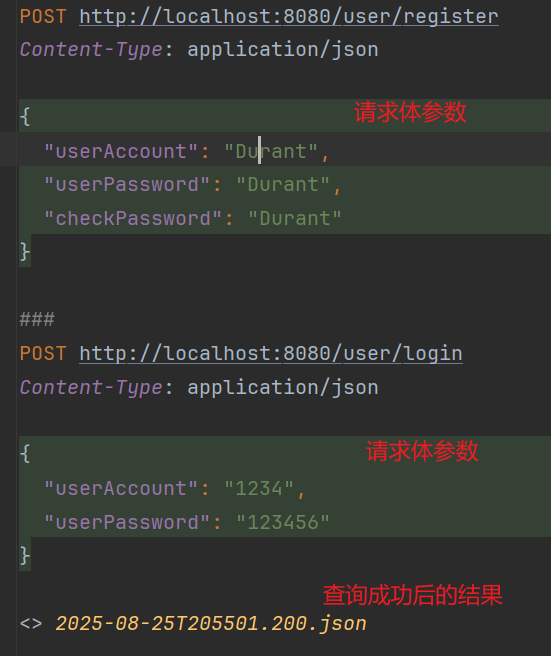 POST http://localhost:8080/user/register
Content-Type: application/json
{ 请求体参数
"userAccount": "Durant",
"userPassword": "Durant",
"checkPassword": "Durant"
}
###
POST http://localhost:8080/user/login
Content-Type: application/json
{ 请求体参数
"userAccount": "1234",
"userPassword": "123456"
}
查询成功后的结果
<> 2025-08-25T205501.200.json